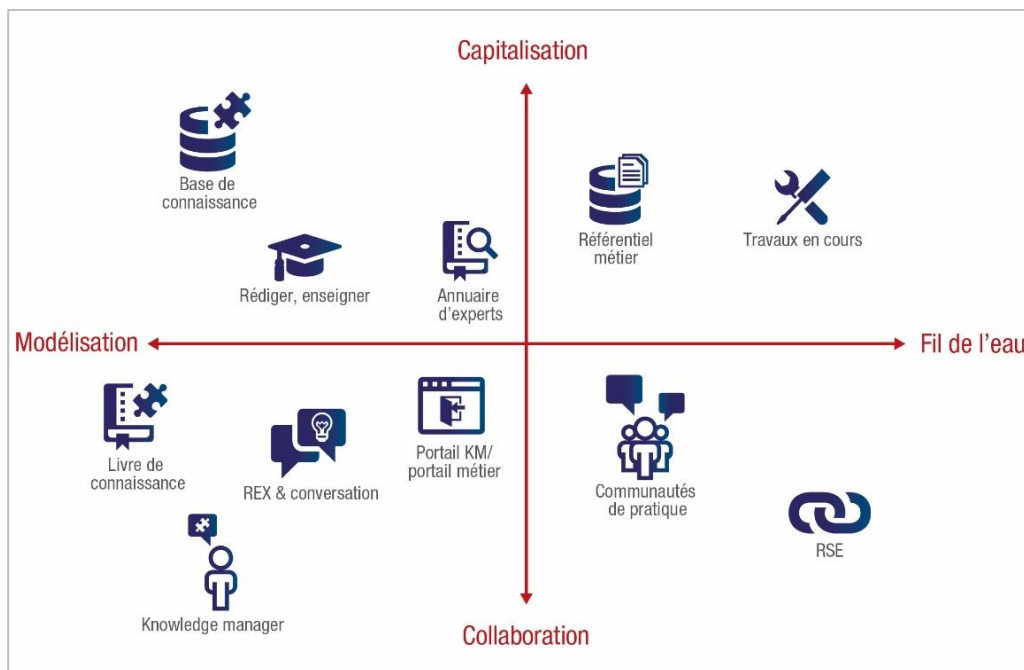 Capitalisation
Base de
connaissance
Référentiel
métier
Travaux en cours
Rédiger, enseigner
Annuaire
d'experts
Modélisation
Fil de l'eau
Livre de
connaissance
REX & conversation
Portail KM/
portail métier
Communautés
de pratique
RSE
Knowledge manager
Collaboration